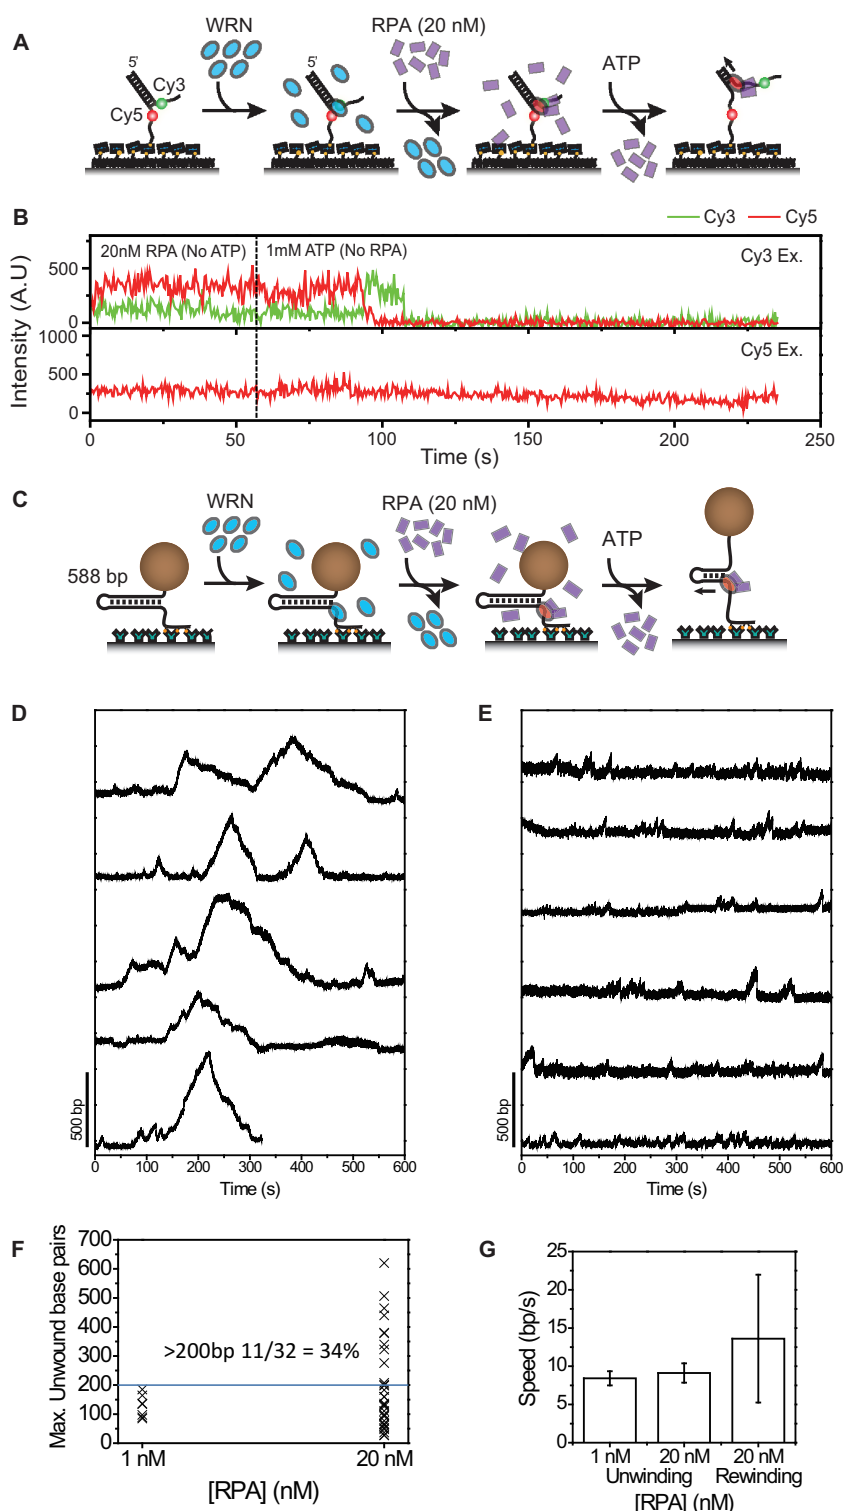 A
WRN
RPA (20 nM)
ATP
5'
Cy3
Cy5
B
Cy3 Cy5
20nM RPA (No ATP) 1mM ATP (No RPA) Cy3 Ex.
500
0
1000
500
0
Cy5 Ex.
Intensity (A.U)
0 50 100 150 200 250
Time (s)
C
WRN
RPA (20 nM)
ATP
588 bp
D
500 bp
0 100 200 300 400 500 600
Time (s)
E
500 bp
0 100 200 300 400 500 600
Time (s)
F
Max. Unwound base pairs
700
600
500
400
300
200
100
0
>200bp 11/32 = 34%
1 nM 20 nM
[RPA] (nM)
G
Speed (bp/s)
25
20
15
10
5
0
1 nM 20 nM 20 nM
Unwinding Rewinding
[RPA] (nM)